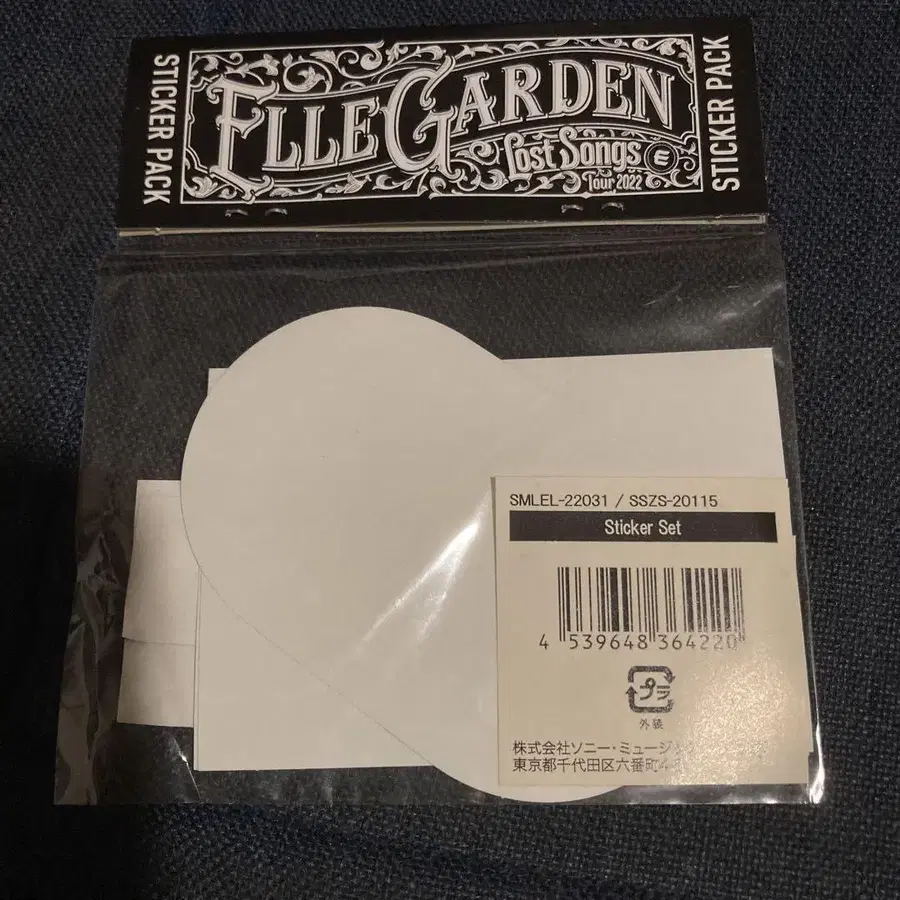 STICKER PACK
ELLEGARDEN
Lost Songs E
Tour 2022
STICKER PACK
SMLEL-22031 / SSZS-20115
Sticker Set
4 539648 364220
プラ
外装
株式会社ソニー・ミュージック
東京都千代田区六番町4-